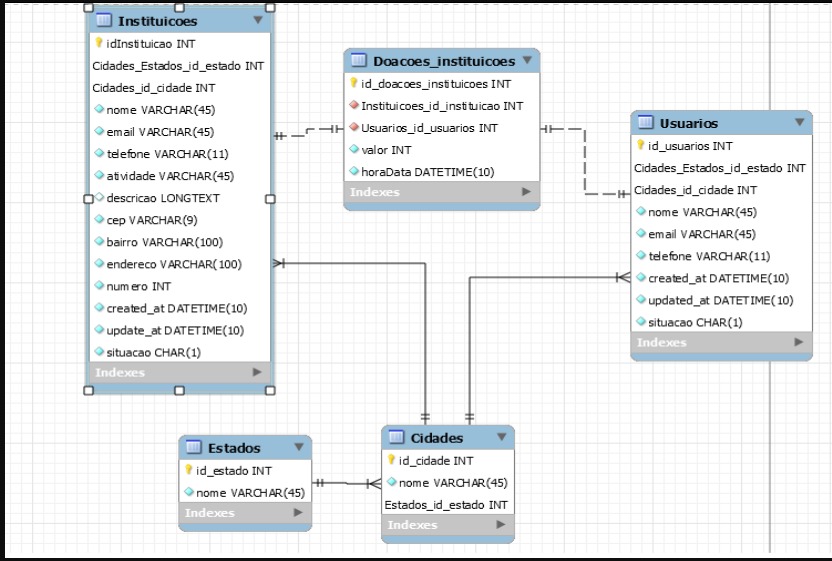 Instituicoes
idInstituicao INT
Cidades_Estados_id_estado INT
Cidades_id_cidade INT
nome VARCHAR(45)
email VARCHAR(45)
telefone VARCHAR(11)
atividade VARCHAR(45)
descricao LONGTEXT
cep VARCHAR(9)
bairro VARCHAR(100)
endereco VARCHAR(100)
numero INT
created_at DATETIME(10)
update_at DATETIME(10)
situacao CHAR(1)
Indexes
Doacoes_instituicoes
id_doacoes_instituicoes INT
Instituicoes_id_instituicao INT
Usuarios_id_usuarios INT
valor INT
horaData DATETIME(10)
Indexes
Usuarios
id_usuarios INT
Cidades_Estados_id_estado INT
Cidades_id_cidade INT
nome VARCHAR(45)
email VARCHAR(45)
telefone VARCHAR(11)
created_at DATETIME(10)
updated_at DATETIME(10)
situacao CHAR(1)
Indexes
Estados
id_estado INT
nome VARCHAR(45)
Indexes
Cidades
id_cidade INT
nome VARCHAR(45)
Estados_id_estado INT
Indexes